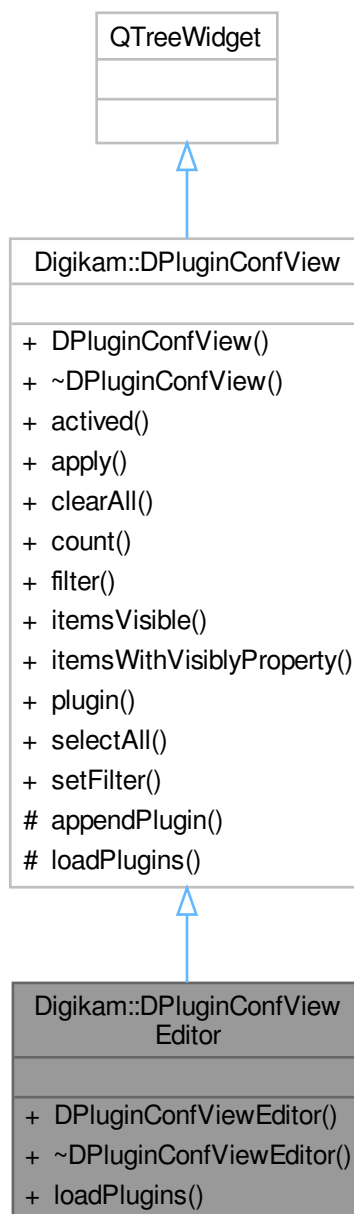 QTreeWidget
Digikam::DPluginConfView
+ DPluginConfView()
+ ~DPluginConfView()
+ actived()
+ apply()
+ clearAll()
+ count()
+ filter()
+ itemsVisible()
+ itemsWithVisiblyProperty()
+ plugin()
+ selectAll()
+ setFilter()
# appendPlugin()
# loadPlugins()
Digikam::DPluginConfView
Editor
+ DPluginConfViewEditor()
+ ~DPluginConfViewEditor()
+ loadPlugins()